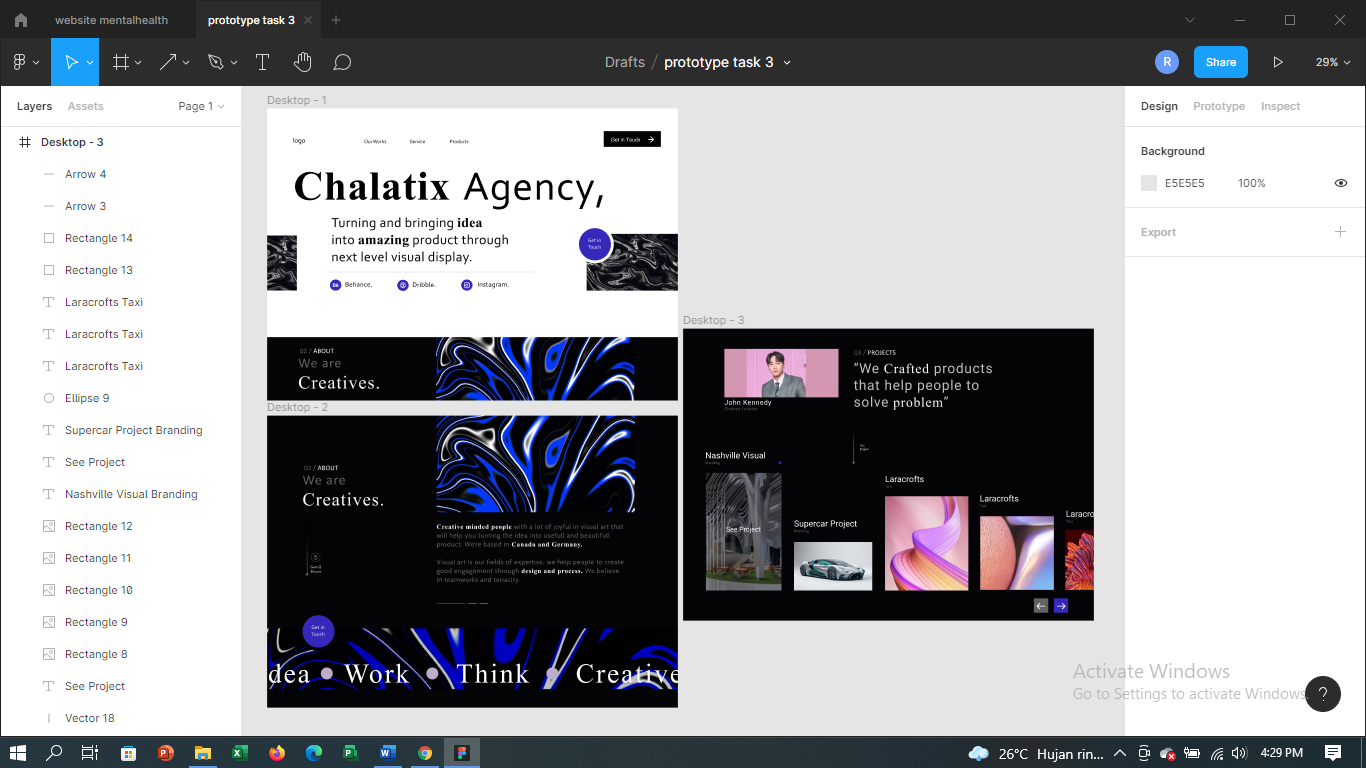 website mentalhealth
prototype task 3
Drafts / prototype task 3
R
Share
29%
Layers
Assets
Page 1
Desktop - 3
Arrow 4
Arrow 3
Rectangle 14
Rectangle 13
Laracrofts Taxi
Laracrofts Taxi
Laracrofts Taxi
Ellipse 9
Supercar Project Branding
See Project
Nashville Visual Branding
Rectangle 12
Rectangle 11
Rectangle 10
Rectangle 9
Rectangle 8
See Project
Vector 18
Desktop - 1
logo
Our Works
Service
Products
Get in Touch
Chalatix Agency,
Turning and bringing idea
into amazing product through
next level visual display.
Get in
Touch
Behance.
Dribble.
Instagram.
02 / ABOUT
We are
Creatives.
Desktop - 2
02 / ABOUT
We are
Creatives.
Creative minded people with a lot of joyful in visual art that
will help you turning the idea into usefull and beautifull
product. We're based in Canada and Germany.
Visual art is our fields of expertise, we help people to create
good engagement through design and process. We believe
in teamworks and tenacity.
Scroll
Down
Get in
Touch
dea
Work
Think
Creative
Desktop - 3
03 / PROJECTS
"We Crafted products
that help people to
solve problem"
John Kennedy
Nashville Visual
Branding
See Project
Supercar Project
Branding
Laracrofts
Laracrofts
Laracro
Design
Prototype
Inspect
Background
E5E5E5
100%
Export
Activate Windows
Go to Settings to activate Windows.
?
26°C
Hujan rin...
4:29 PM